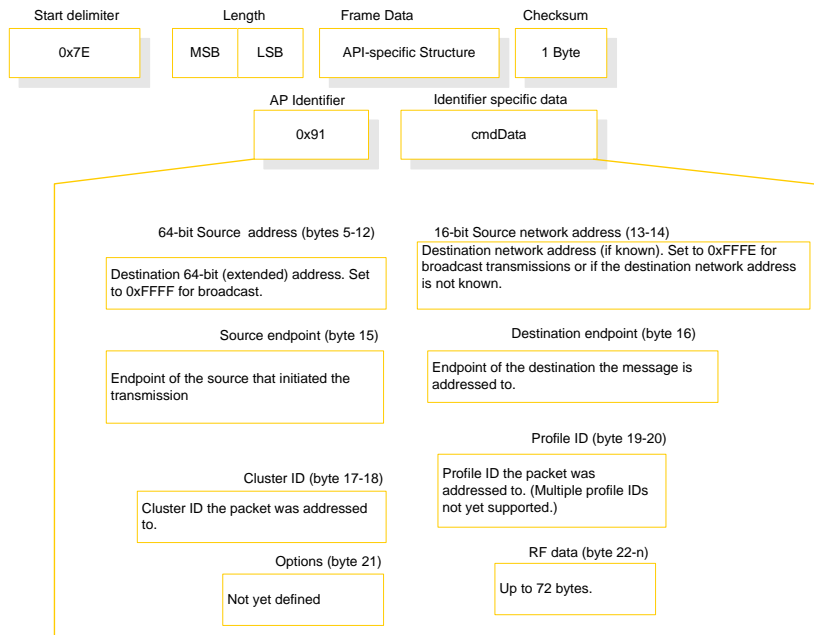 Start delimiter
Length
Frame Data
Checksum
0x7E
MSB
LSB
API-specific Structure
1 Byte
AP Identifier
Identifier specific data
0x91
cmdData
64-bit Source address (bytes 5-12)
16-bit Source network address (13-14)
Destination 64-bit (extended) address. Set
to 0xFFFF for broadcast.
Destination network address (if known). Set to 0xFFFE for
broadcast transmissions or if the destination network address
is not known.
Source endpoint (byte 15)
Destination endpoint (byte 16)
Endpoint of the source that initiated the
transmission
Endpoint of the destination the message is
addressed to.
Cluster ID (byte 17-18)
Profile ID (byte 19-20)
Cluster ID the packet was addressed
to.
Profile ID the packet was
addressed to. (Multiple profile IDs
not yet supported.)
Options (byte 21)
RF data (byte 22-n)
Not yet defined
Up to 72 bytes.